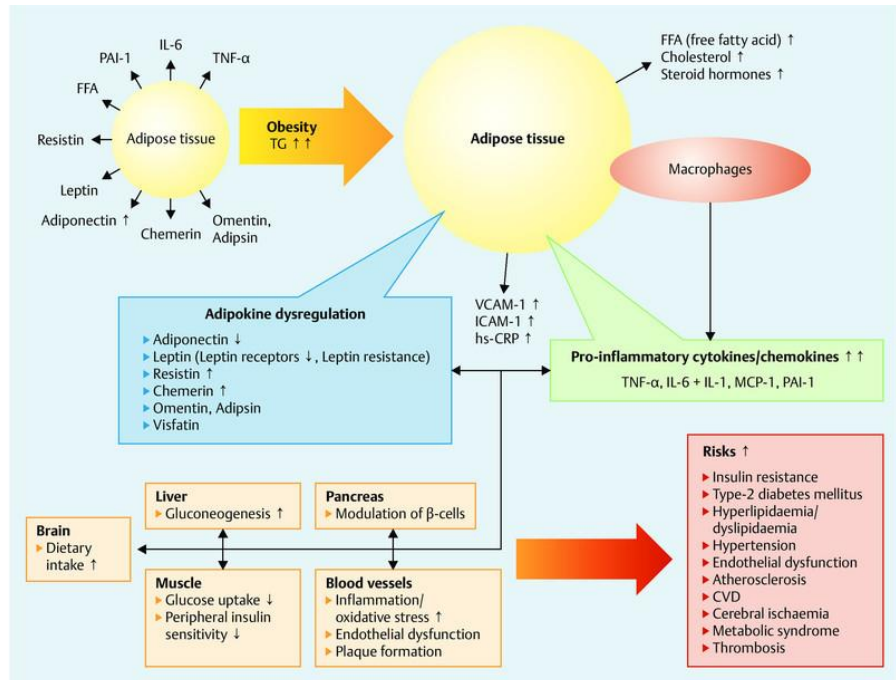 IL-6
PAI-1
TNF-α
FFA
Adipose tissue
Resistin
Leptin
Adiponectin ↑
Chemerin
Omentin,
Adipsin
Obesity
TG ↑ ↑
Adipose tissue
FFA (free fatty acid) ↑
Cholesterol ↑
Steroid hormones ↑
Macrophages
VCAM-1 ↑
ICAM-1 ↑
hs-CRP ↑
Adipokine dysregulation
Adiponectin ↓
Leptin (Leptin receptors ↓, Leptin resistance)
Resistin ↑
Chemerin ↑
Omentin, Adipsin
Visfatin
Pro-inflammatory cytokines/chemokines ↑ ↑
TNF-α, IL-6 + IL-1, MCP-1, PAI-1
Brain
Dietary
intake ↑
Liver
Gluconeogenesis ↑
Pancreas
Modulation of β-cells
Muscle
Glucose uptake ↓
Peripheral insulin
sensitivity ↓
Blood vessels
Inflammation/
oxidative stress ↑
Endothelial dysfunction
Plaque formation
Risks ↑
Insulin resistance
Type-2 diabetes mellitus
Hyperlipidaemia/
dyslipidaemia
Hypertension
Endothelial dysfunction
Atherosclerosis
CVD
Cerebral ischaemia
Metabolic syndrome
Thrombosis